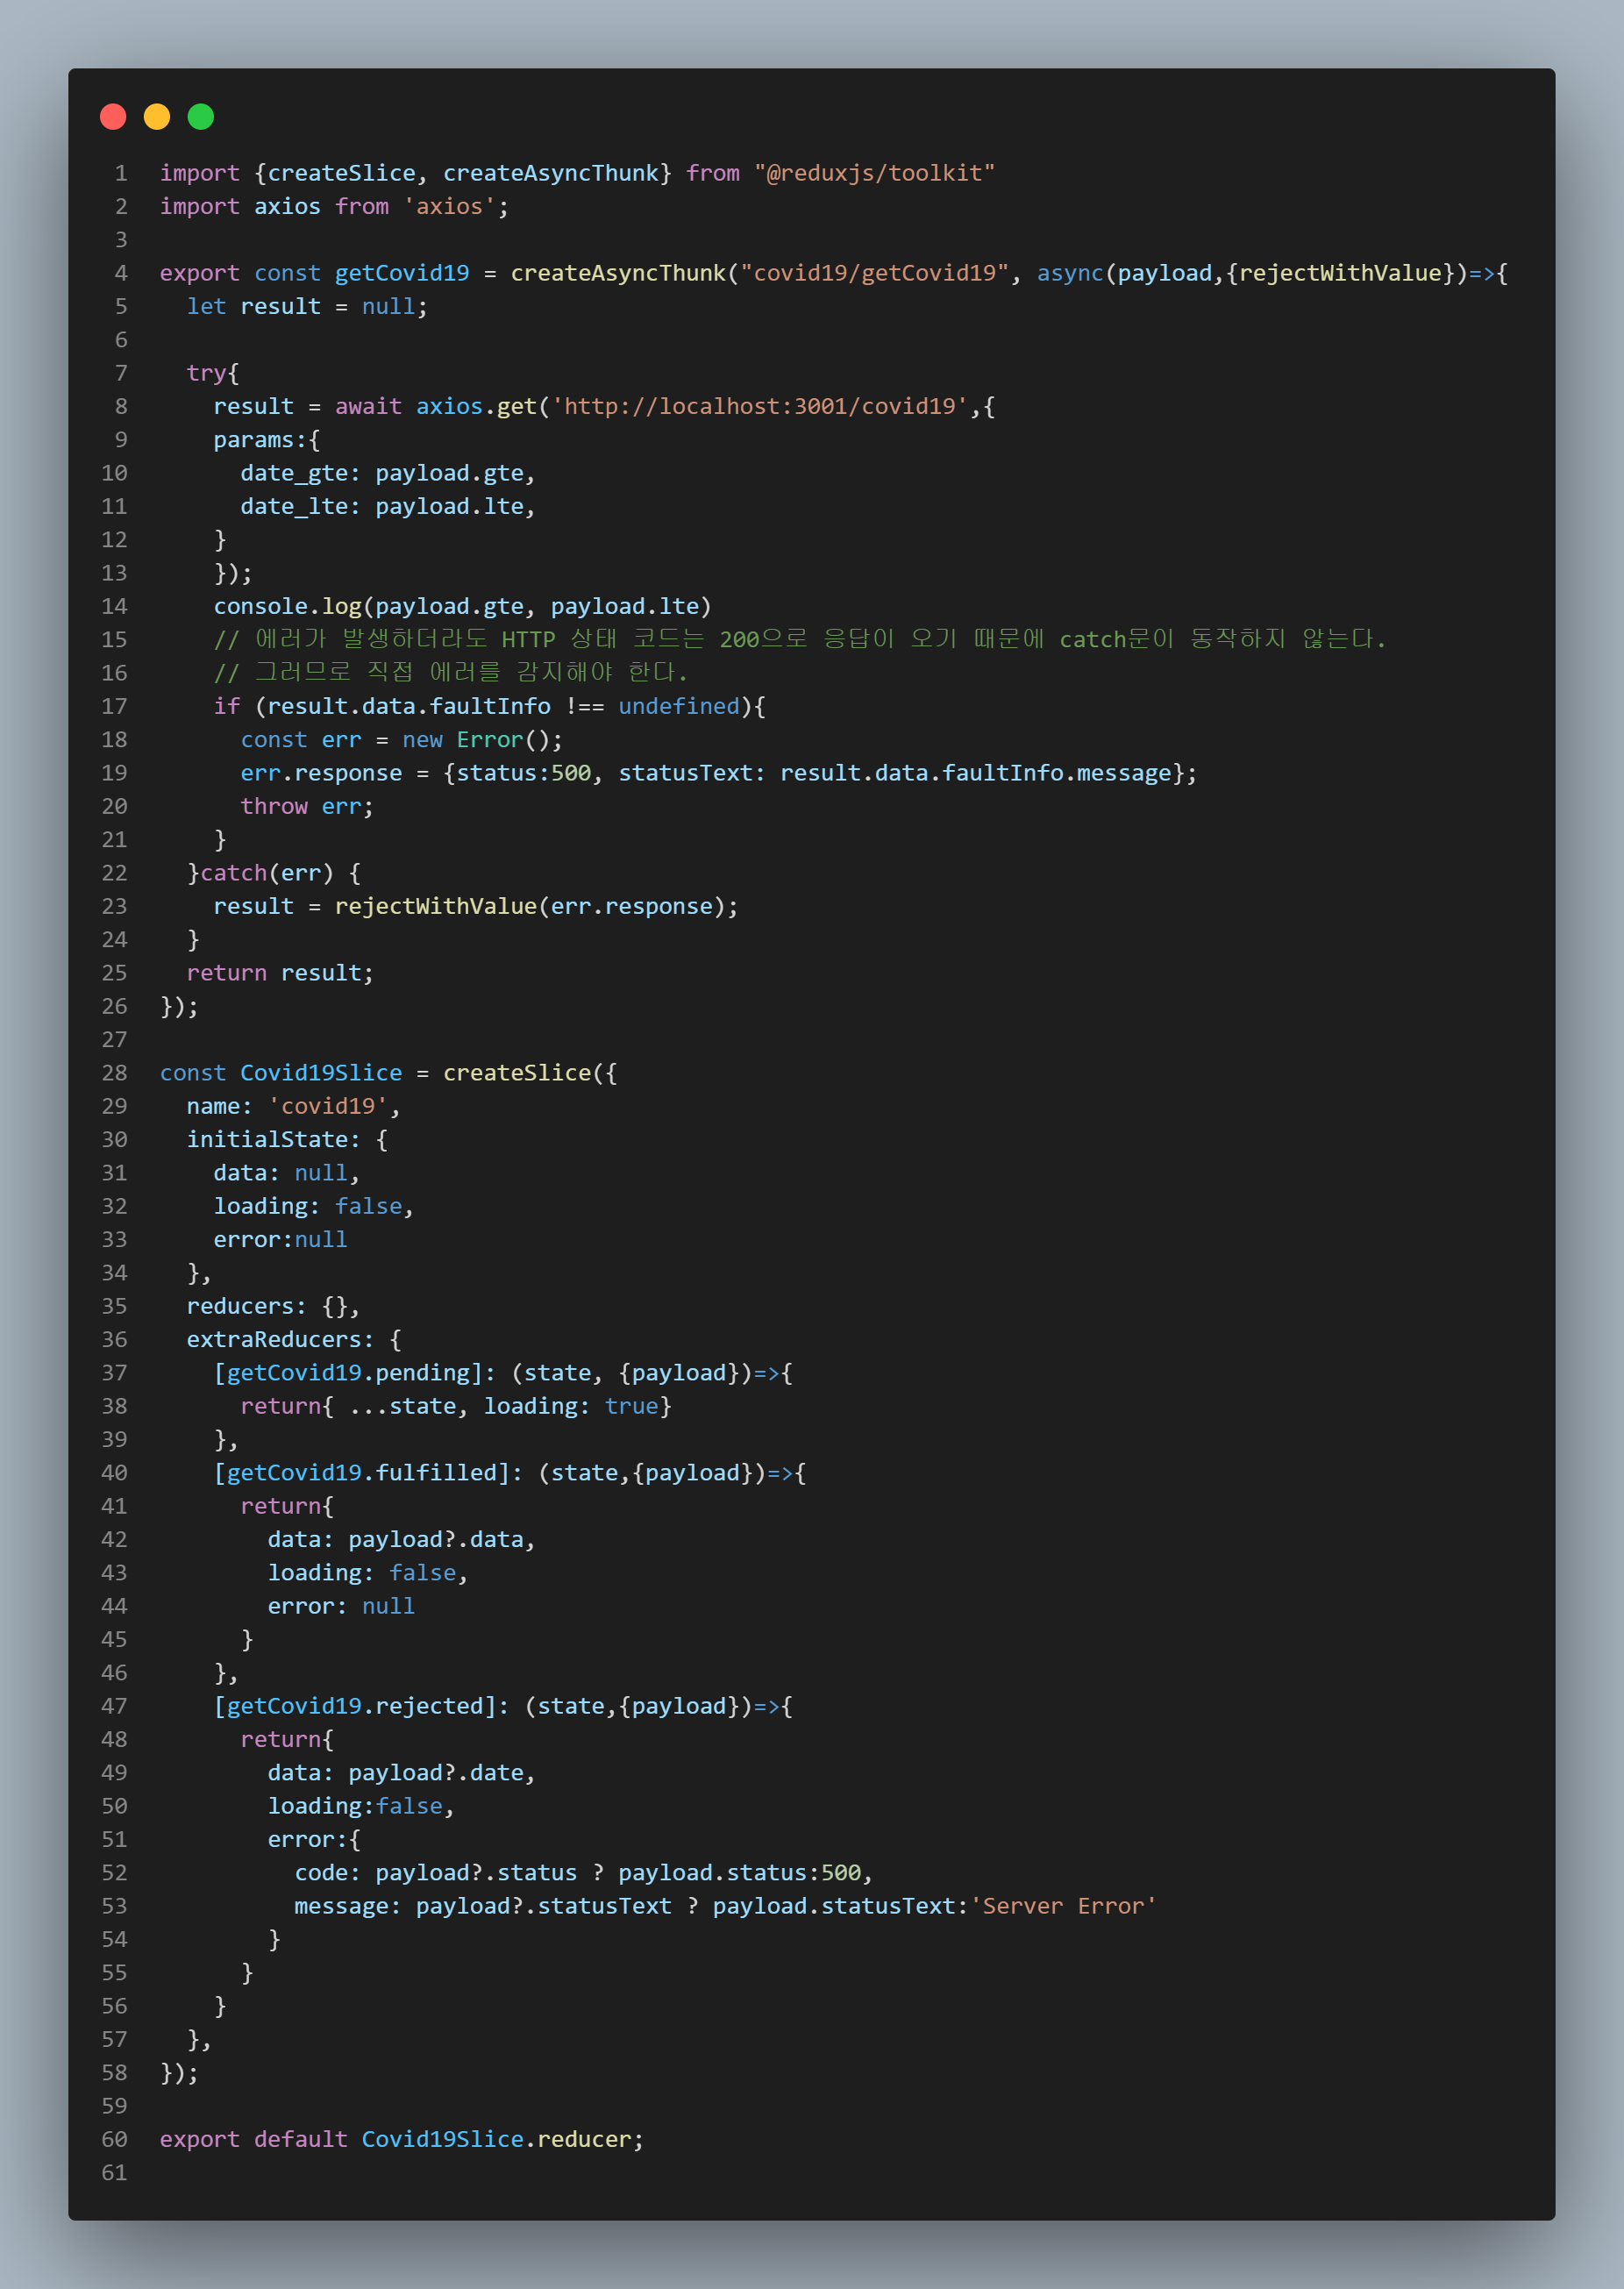 1 import {createSlice, createAsyncThunk} from "@reduxjs/toolkit"
2 import axios from 'axios';
3
4 export const getCovid19 = createAsyncThunk("covid19/getCovid19", async(payload,{rejectWithValue})=>{
5   let result = null;
6
7   try{
8     result = await axios.get('http://localhost:3001/covid19',{
9     params:{
10       date_gte: payload.gte,
11       date_lte: payload.lte,
12     }
13     });
14     console.log(payload.gte, payload.lte)
15     // 에러가 발생하더라도 HTTP 상태 코드는 200으로 응답이 오기 때문에 catch문이 동작하지 않는다.
16     // 그러므로 직접 에러를 감지해야 한다.
17     if (result.data.faultInfo !== undefined){
18       const err = new Error();
19       err.response = {status:500, statusText: result.data.faultInfo.message};
20       throw err;
21     }
22   }catch(err) {
23     result = rejectWithValue(err.response);
24   }
25   return result;
26 });
27
28 const Covid19Slice = createSlice({
29   name: 'covid19',
30   initialState: {
31     data: null,
32     loading: false,
33     error:null
34   },
35   reducers: {},
36   extraReducers: {
37     [getCovid19.pending]: (state, {payload})=>{
38       return{ ...state, loading: true}
39     },
40     [getCovid19.fulfilled]: (state,{payload})=>{
41       return{
42         data: payload?.data,
43         loading: false,
44         error: null
45       }
46     },
47     [getCovid19.rejected]: (state,{payload})=>{
48       return{
49         data: payload?.date,
50         loading:false,
51         error:{
52           code: payload?.status ? payload.status:500,
53           message: payload?.statusText ? payload.statusText:'Server Error'
54         }
55       }
56     }
57   },
58 });
59
60 export default Covid19Slice.reducer;
61